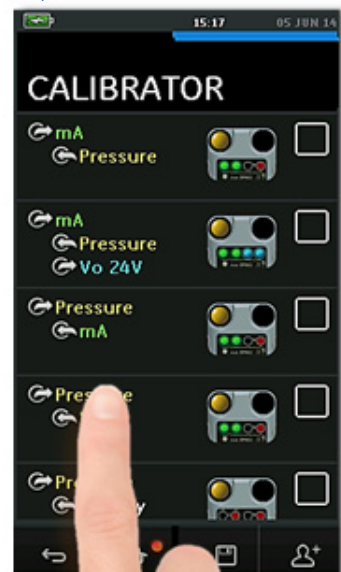 15:17 05 JUN 14
CALIBRATOR
mA
Pressure
mA
Pressure
Vo 24V
Pressure
mA